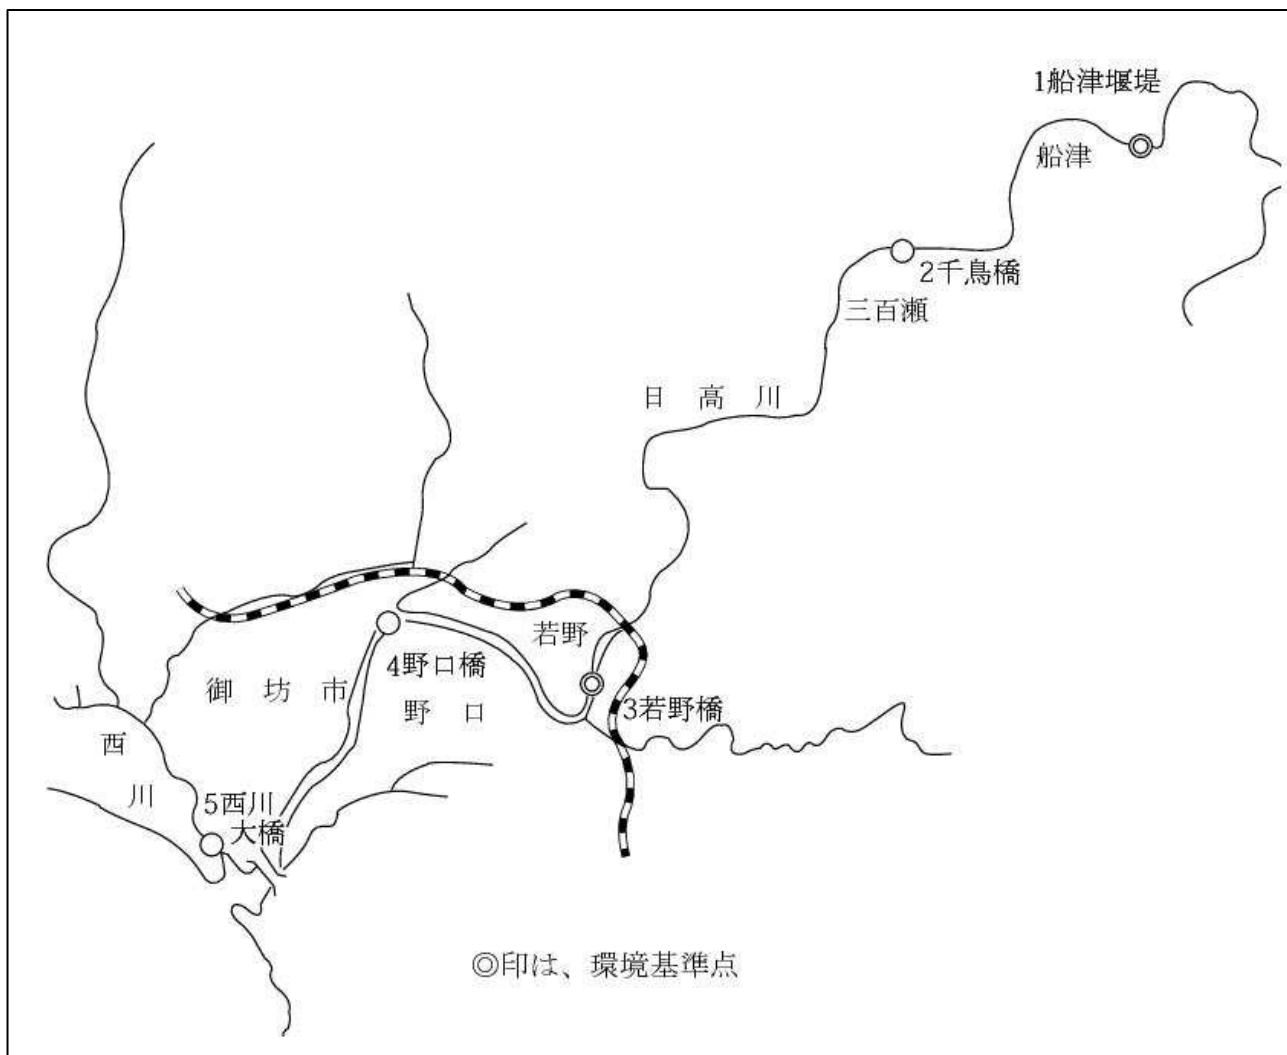 1船津堰堤
船津
2千鳥橋
三百瀬
日高川
若野
4野口橋
御坊市
野口
3若野橋
西川
5西川
大橋
◎印は、環境基準点